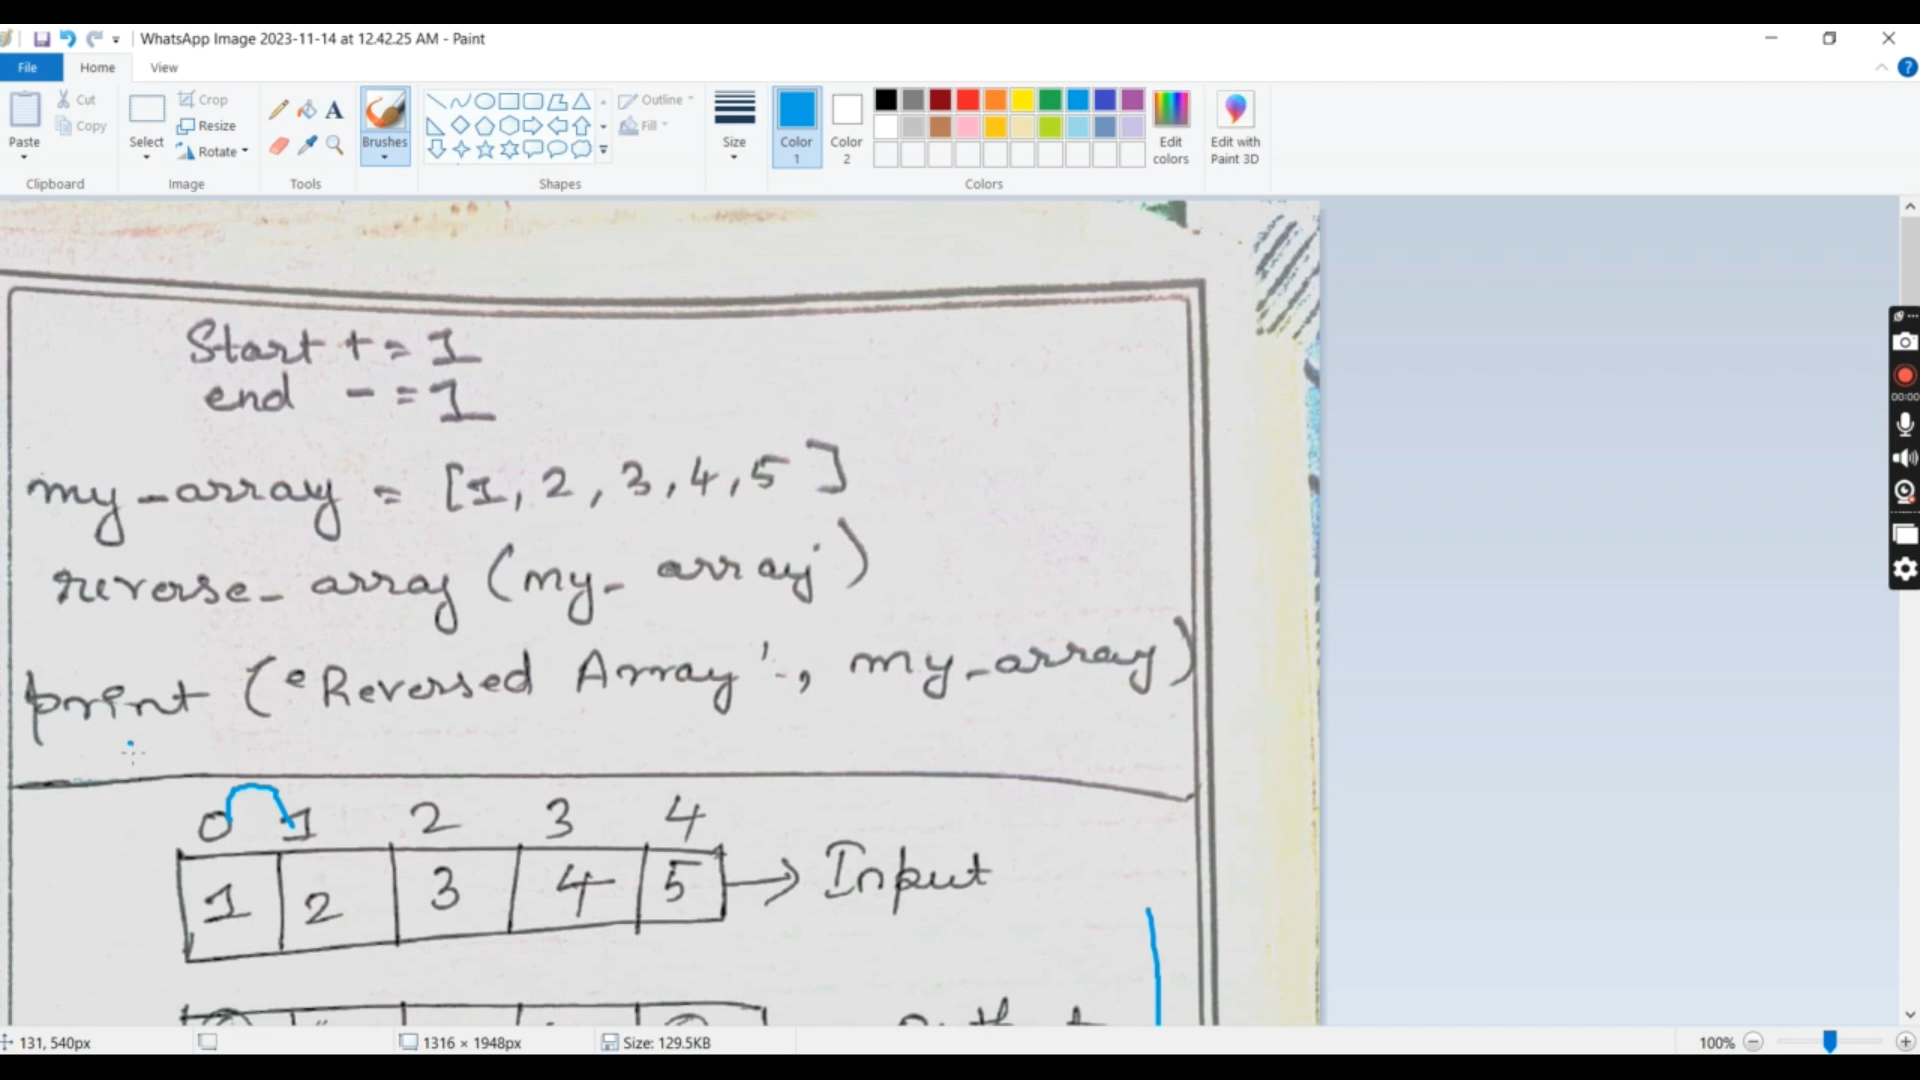 WhatsApp Image 2023-11-14 at 12.42.25 AM - Paint
File Home View
Paste
Cut
Copy
Clipboard
Select
Crop
Resize
Rotate
Image
Tools
Brushes
Shapes
Outline
Fill
Size
Color 1
Color 2
Edit colors
Colors
Edit with Paint 3D
00:00
Start += 1
end -= 1
my_array = [1, 2, 3, 4, 5]
reverse_array (my_array)
print ('Reversed Array', my_array)
0 1 2 3 4
1 2 3 4 5 → Input
131, 540px
1316 × 1948px
Size: 129.5KB
100%